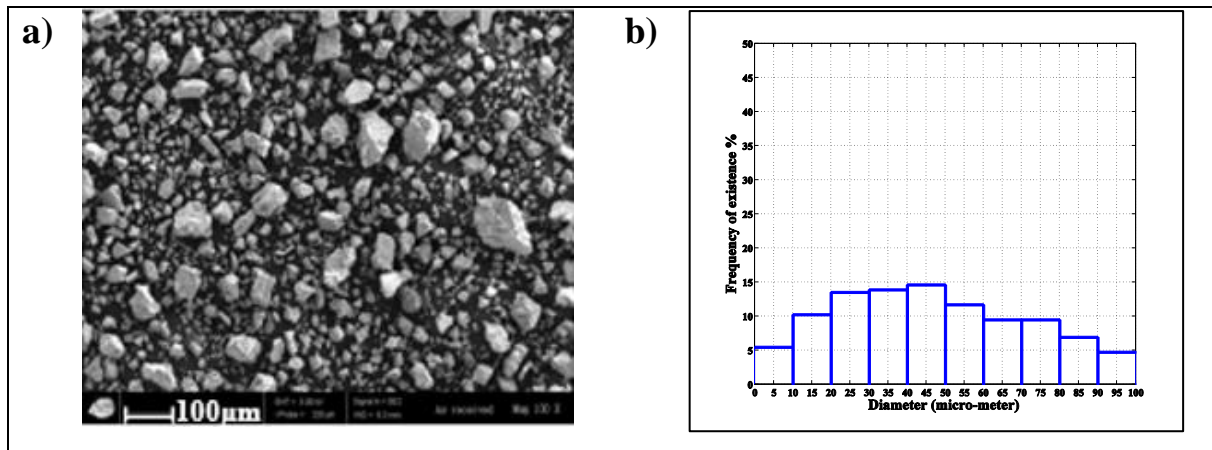 a)
100µm
As received
Mag 100 X
b)
Frequency of existence %
50
45
40
35
30
25
20
15
10
5
0
0 5 10 15 20 25 30 35 40 45 50 55 60 65 70 75 80 85 90 95 100
Diameter (micro-meter)